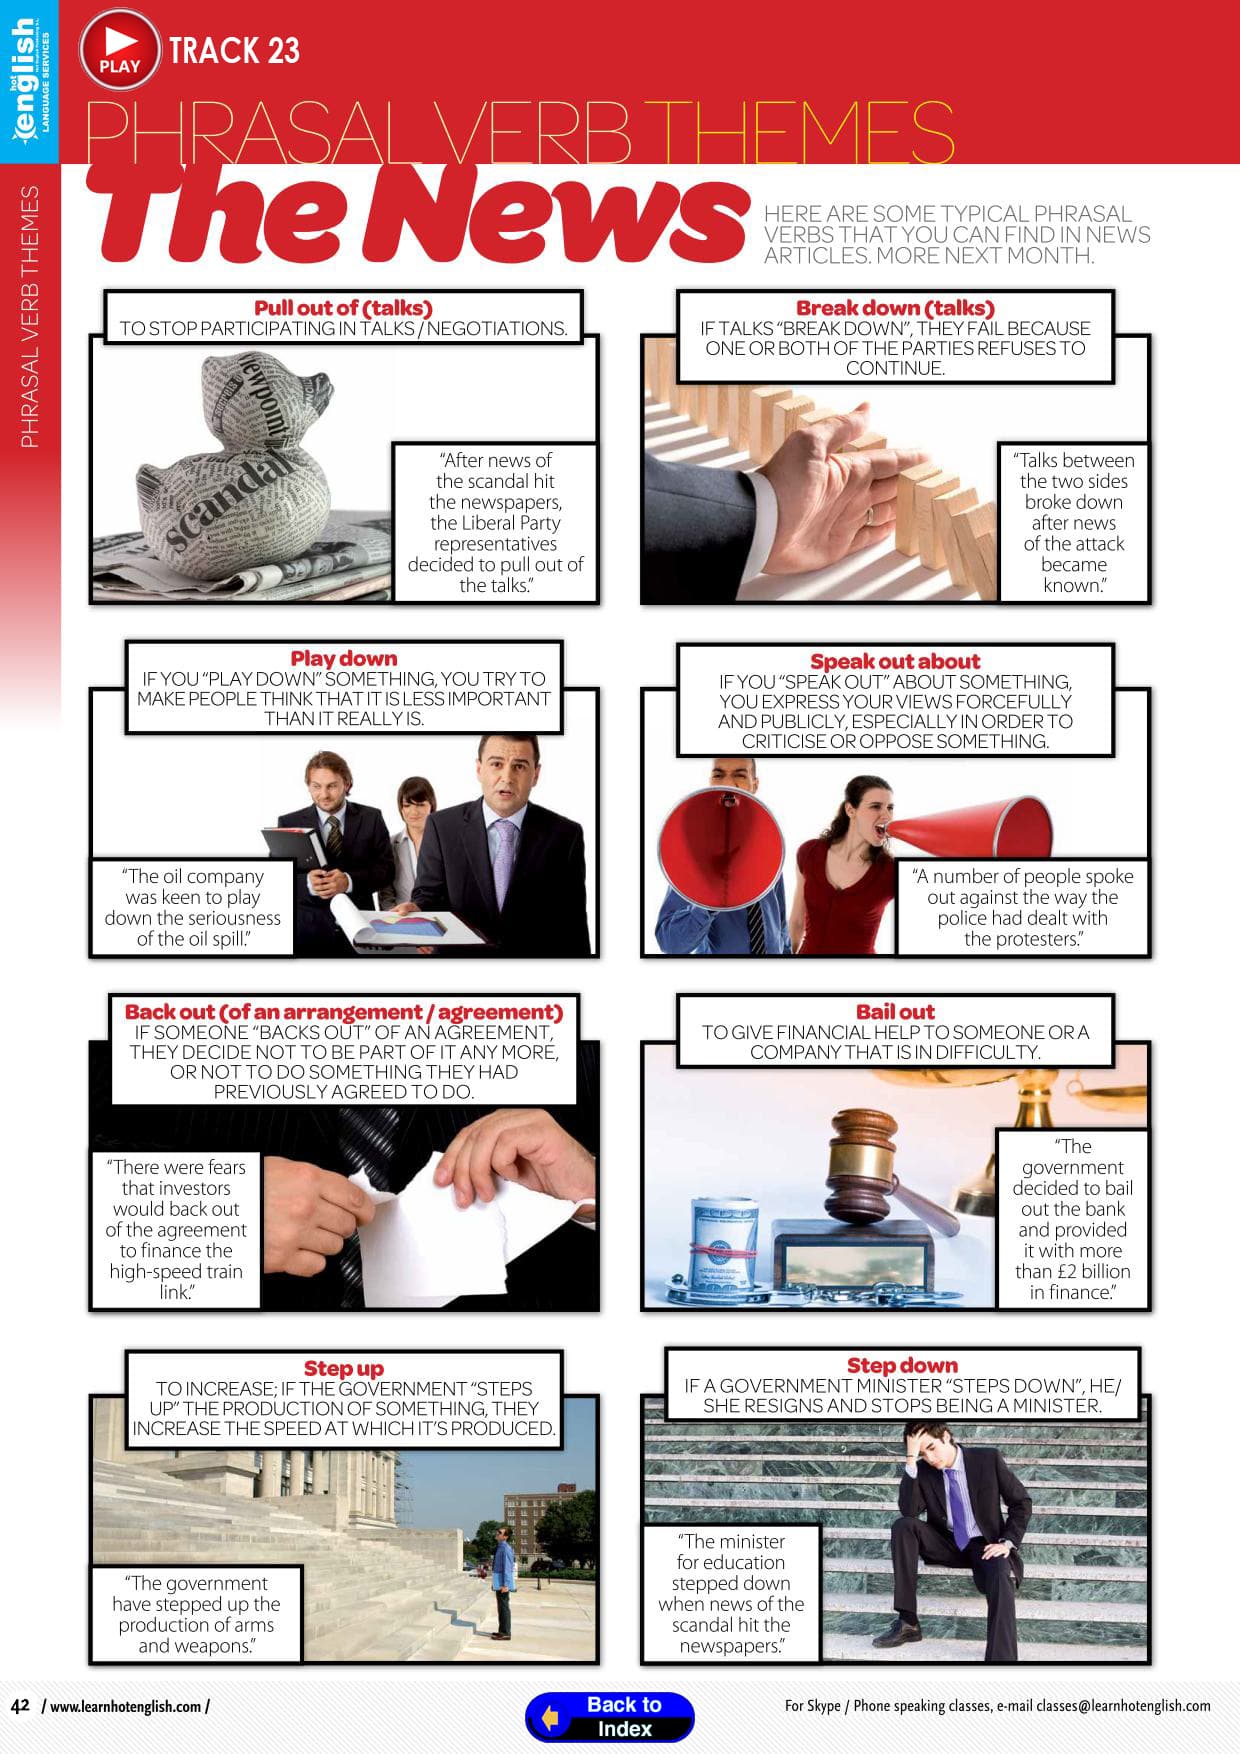 hot
english
LANGUAGE SERVICES
PLAY
TRACK 23
PHRASAL VERB THEMES
PHRASAL VERB THEMES
The News
HERE ARE SOME TYPICAL PHRASAL
VERBS THAT YOU CAN FIND IN NEWS
ARTICLES. MORE NEXT MONTH.
Pull out of (talks)
TO STOP PARTICIPATING IN TALKS / NEGOTIATIONS.
viewpoint
scandal
“After news of
the scandal hit
the newspapers,
the Liberal Party
representatives
decided to pull out of
the talks.”
Break down (talks)
IF TALKS “BREAK DOWN”, THEY FAIL BECAUSE
ONE OR BOTH OF THE PARTIES REFUSES TO
CONTINUE.
“Talks between
the two sides
broke down
after news
of the attack
became
known.”
Play down
IF YOU “PLAY DOWN” SOMETHING, YOU TRY TO
MAKE PEOPLE THINK THAT IT IS LESS IMPORTANT
THAN IT REALLY IS.
“The oil company
was keen to play
down the seriousness
of the oil spill.”
Speak out about
IF YOU “SPEAK OUT” ABOUT SOMETHING,
YOU EXPRESS YOUR VIEWS FORCEFULLY
AND PUBLICLY, ESPECIALLY IN ORDER TO
CRITICISE OR OPPOSE SOMETHING.
“A number of people spoke
out against the way the
police had dealt with
the protesters.”
Back out (of an arrangement / agreement)
IF SOMEONE “BACKS OUT” OF AN AGREEMENT,
THEY DECIDE NOT TO BE PART OF IT ANY MORE,
OR NOT TO DO SOMETHING THEY HAD
PREVIOUSLY AGREED TO DO.
“There were fears
that investors
would back out
of the agreement
to finance the
high-speed train
link.”
Bail out
TO GIVE FINANCIAL HELP TO SOMEONE OR A
COMPANY THAT IS IN DIFFICULTY.
“The
government
decided to bail
out the bank
and provided
it with more
than £2 billion
in finance.”
Step up
TO INCREASE; IF THE GOVERNMENT “STEPS
UP” THE PRODUCTION OF SOMETHING, THEY
INCREASE THE SPEED AT WHICH IT’S PRODUCED.
“The government
have stepped up the
production of arms
and weapons.”
Step down
IF A GOVERNMENT MINISTER “STEPS DOWN”, HE/
SHE RESIGNS AND STOPS BEING A MINISTER.
“The minister
for education
stepped down
when news of the
scandal hit the
newspapers.”
42 / www.learnhotenglish.com /
Back to
Index
For Skype / Phone speaking classes, e-mail classes@learnhotenglish.com